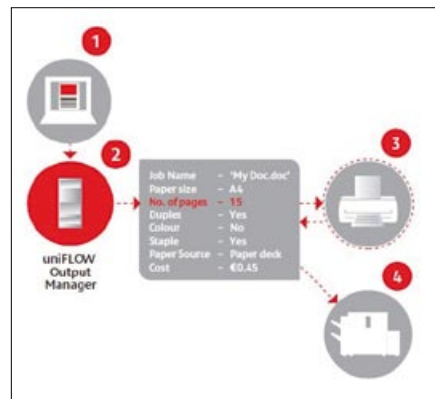 1
2
uniFLOW
Output
Manager
Job Name - 'My Doc.doc'
Paper size - A4
No. of pages - 15
Duplex - Yes
Colour - No
Staple - Yes
Paper Source - Paper deck
Cost - €0.45
3
4